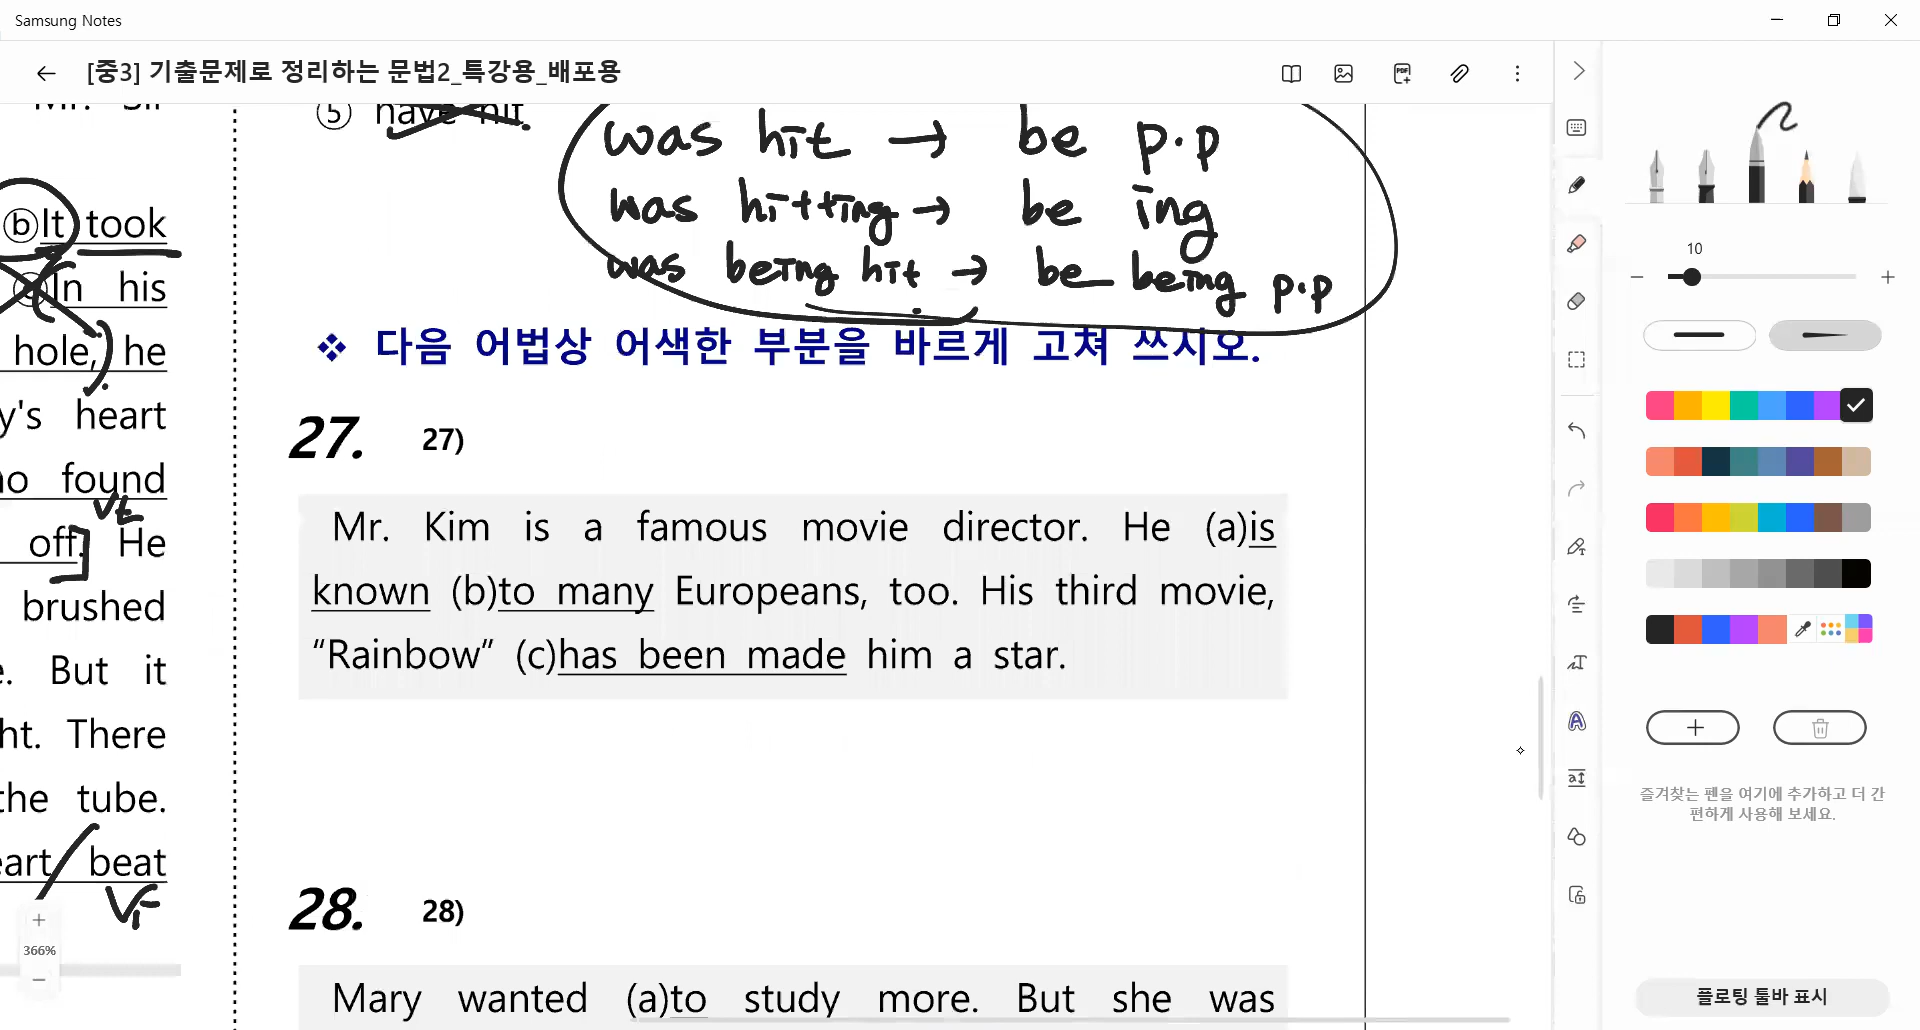 Samsung Notes
[중3] 기출문제로 정리하는 문법2_특강용_배포용
⑤ have hit
was hit → be p.p
was hitting → be ing
was being hit → be being p.p
ⓑIt took
In his
hole, he
y's heart
found
vt
off. He
brushed
But it
ht. There
the tube.
eart beat
❖ 다음 어법상 어색한 부분을 바르게 고쳐 쓰시오.
27. 27)
Mr. Kim is a famous movie director. He (a)is
known (b)to many Europeans, too. His third movie,
“Rainbow” (c)has been made him a star.
28. 28)
Mary wanted (a)to study more. But she was
366%
PDF
10
즐겨찾는 펜을 여기에 추가하고 더 간
편하게 사용해 보세요.
플로팅 툴바 표시